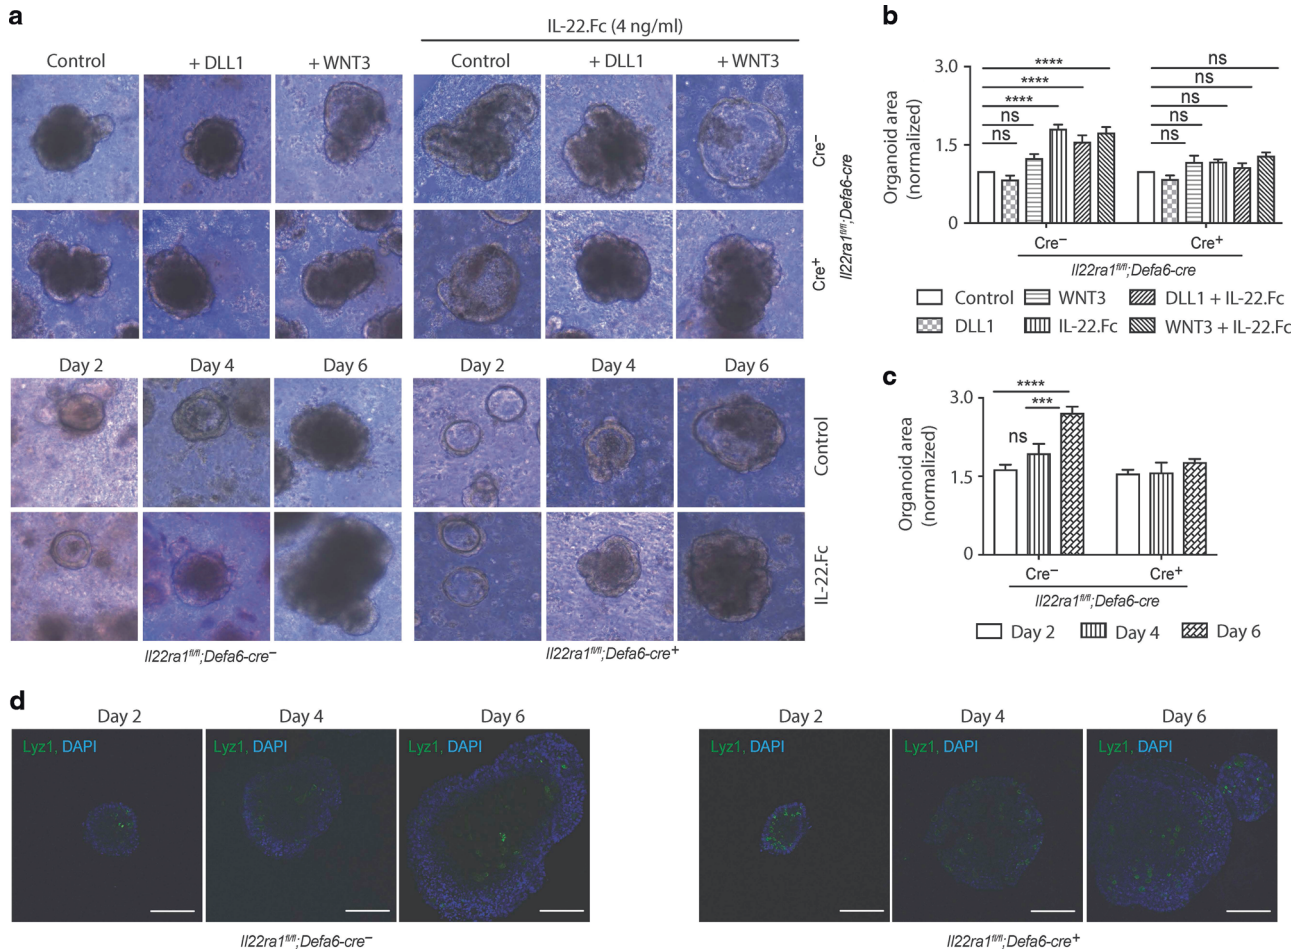 a
IL-22.Fc (4 ng/ml)
Control
+ DLL1
+ WNT3
Control
+ DLL1
+ WNT3
Cre–
Cre+
Il22ra1fl/fl;Defa6-cre
Day 2
Day 4
Day 6
Day 2
Day 4
Day 6
Control
IL-22.Fc
Il22ra1fl/fl;Defa6-cre–
Il22ra1fl/fl;Defa6-cre+
b
Organoid area
(normalized)
3.0
1.5
0
****
****
****
ns
ns
ns
ns
ns
ns
ns
Cre–
Cre+
Il22ra1fl/fl;Defa6-cre
Control
WNT3
DLL1 + IL-22.Fc
DLL1
IL-22.Fc
WNT3 + IL-22.Fc
c
Organoid area
(normalized)
3.0
1.5
0
****
***
ns
Cre–
Cre+
Il22ra1fl/fl;Defa6-cre
Day 2
Day 4
Day 6
d
Day 2
Day 4
Day 6
Day 2
Day 4
Day 6
Lyz1, DAPI
Lyz1, DAPI
Lyz1, DAPI
Lyz1, DAPI
Lyz1, DAPI
Lyz1, DAPI
Il22ra1fl/fl;Defa6-cre–
Il22ra1fl/fl;Defa6-cre+